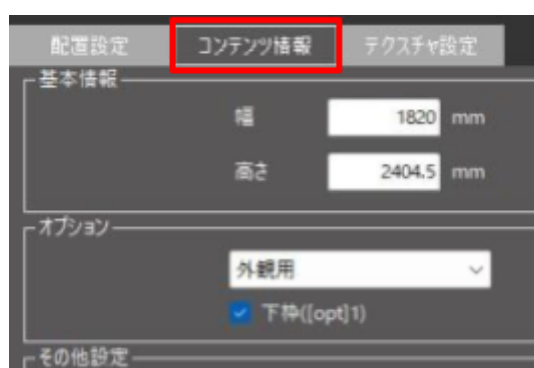 配置設定 コンテンツ情報 テクスチャ設定
基本情報
幅 1820 mm
高さ 2404.5 mm
オプション
外観用
下枠([opt]1)
その他設定